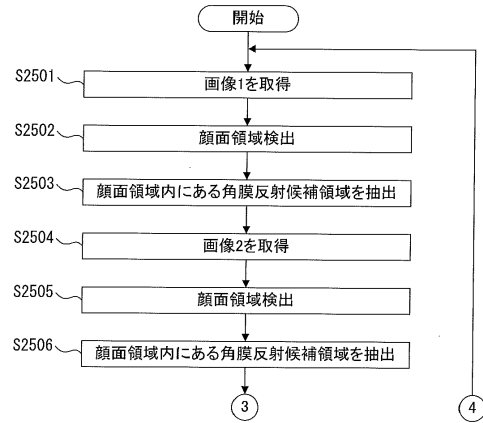 開始
S2501
画像1を取得
S2502
顔面領域検出
S2503
顔面領域内にある角膜反射候補領域を抽出
S2504
画像2を取得
S2505
顔面領域検出
S2506
顔面領域内にある角膜反射候補領域を抽出
3
4